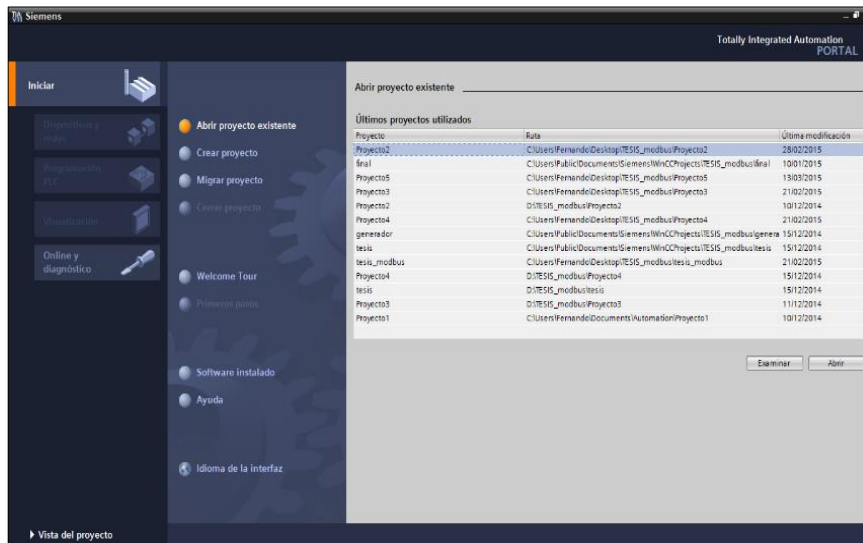 Siemens
Totally Integrated Automation
PORTAL
Iniciar
Dispositivos y
redes
Programación
PLC
Visualización
Online y
diagnóstico
Abrir proyecto existente
Crear proyecto
Migrar proyecto
Cerrar proyecto
Welcome Tour
Primeros pasos
Software instalado
Ayuda
Idioma de la interfaz
Abrir proyecto existente
Últimos proyectos utilizados
Proyecto Ruta Última modificación
Proyecto2 C:\Users\Fernando\Desktop\TESIS_modbus\Proyecto2 28/02/2015
final C:\Users\Public\Documents\Siemens\WinCCProjects\TESIS_modbus\final 10/01/2015
Proyecto5 C:\Users\Fernando\Desktop\TESIS_modbus\Proyecto5 13/03/2015
Proyecto3 C:\Users\Fernando\Desktop\TESIS_modbus\Proyecto3 21/02/2015
Proyecto2 D:\TESIS_modbus\Proyecto2 10/12/2014
Proyecto4 C:\Users\Fernando\Desktop\TESIS_modbus\Proyecto4 21/02/2015
generador C:\Users\Public\Documents\Siemens\WinCCProjects\TESIS_modbus\genera 15/12/2014
tesis C:\Users\Public\Documents\Siemens\WinCCProjects\TESIS_modbus\tesis 15/12/2014
tesis_modbus C:\Users\Fernando\Desktop\TESIS_modbus\tesis_modbus 21/02/2015
Proyecto4 D:\TESIS_modbus\Proyecto4 15/12/2014
tesis D:\TESIS_modbus\tesis 15/12/2014
Proyecto3 D:\TESIS_modbus\Proyecto3 11/12/2014
Proyecto1 C:\Users\Fernando\Documents\Automation\Proyecto1 10/12/2014
Examinar Abrir
Vista del proyecto